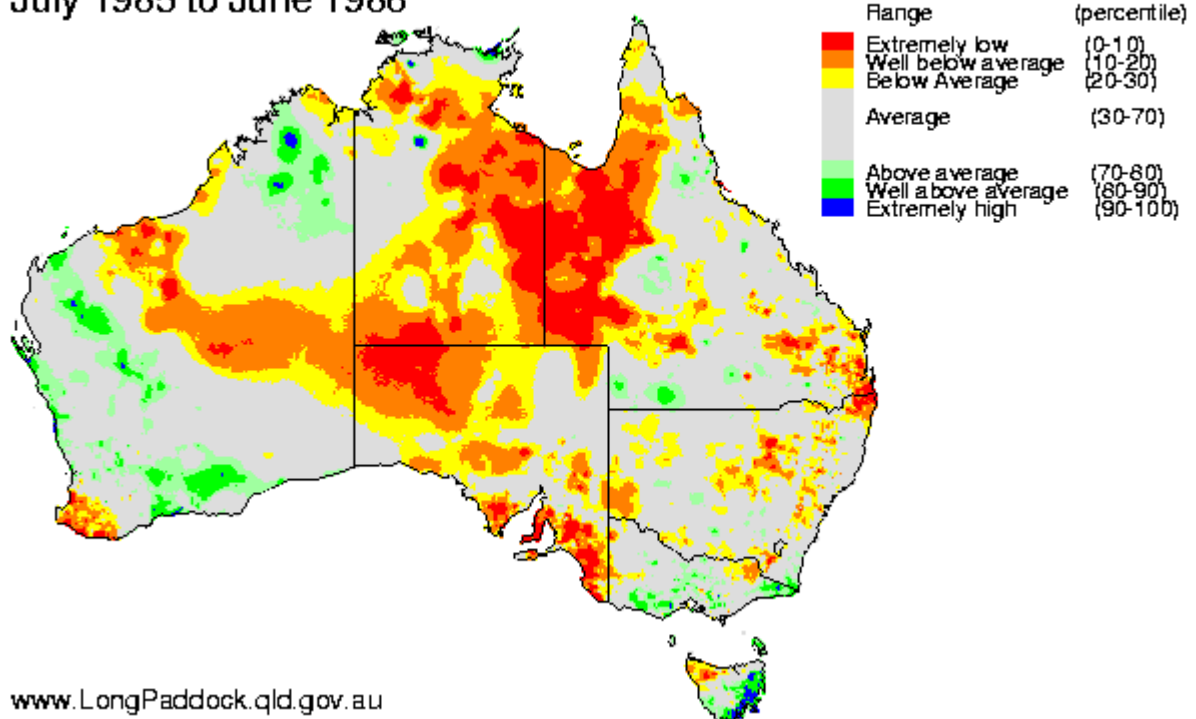 July 1985 to June 1986
Range (percentile)
Extremely low (0-10)
Well below average (10-20)
Below Average (20-30)
Average (30-70)
Above average (70-80)
Well above average (80-90)
Extremely high (90-100)
www.LongPaddock.qld.gov.au